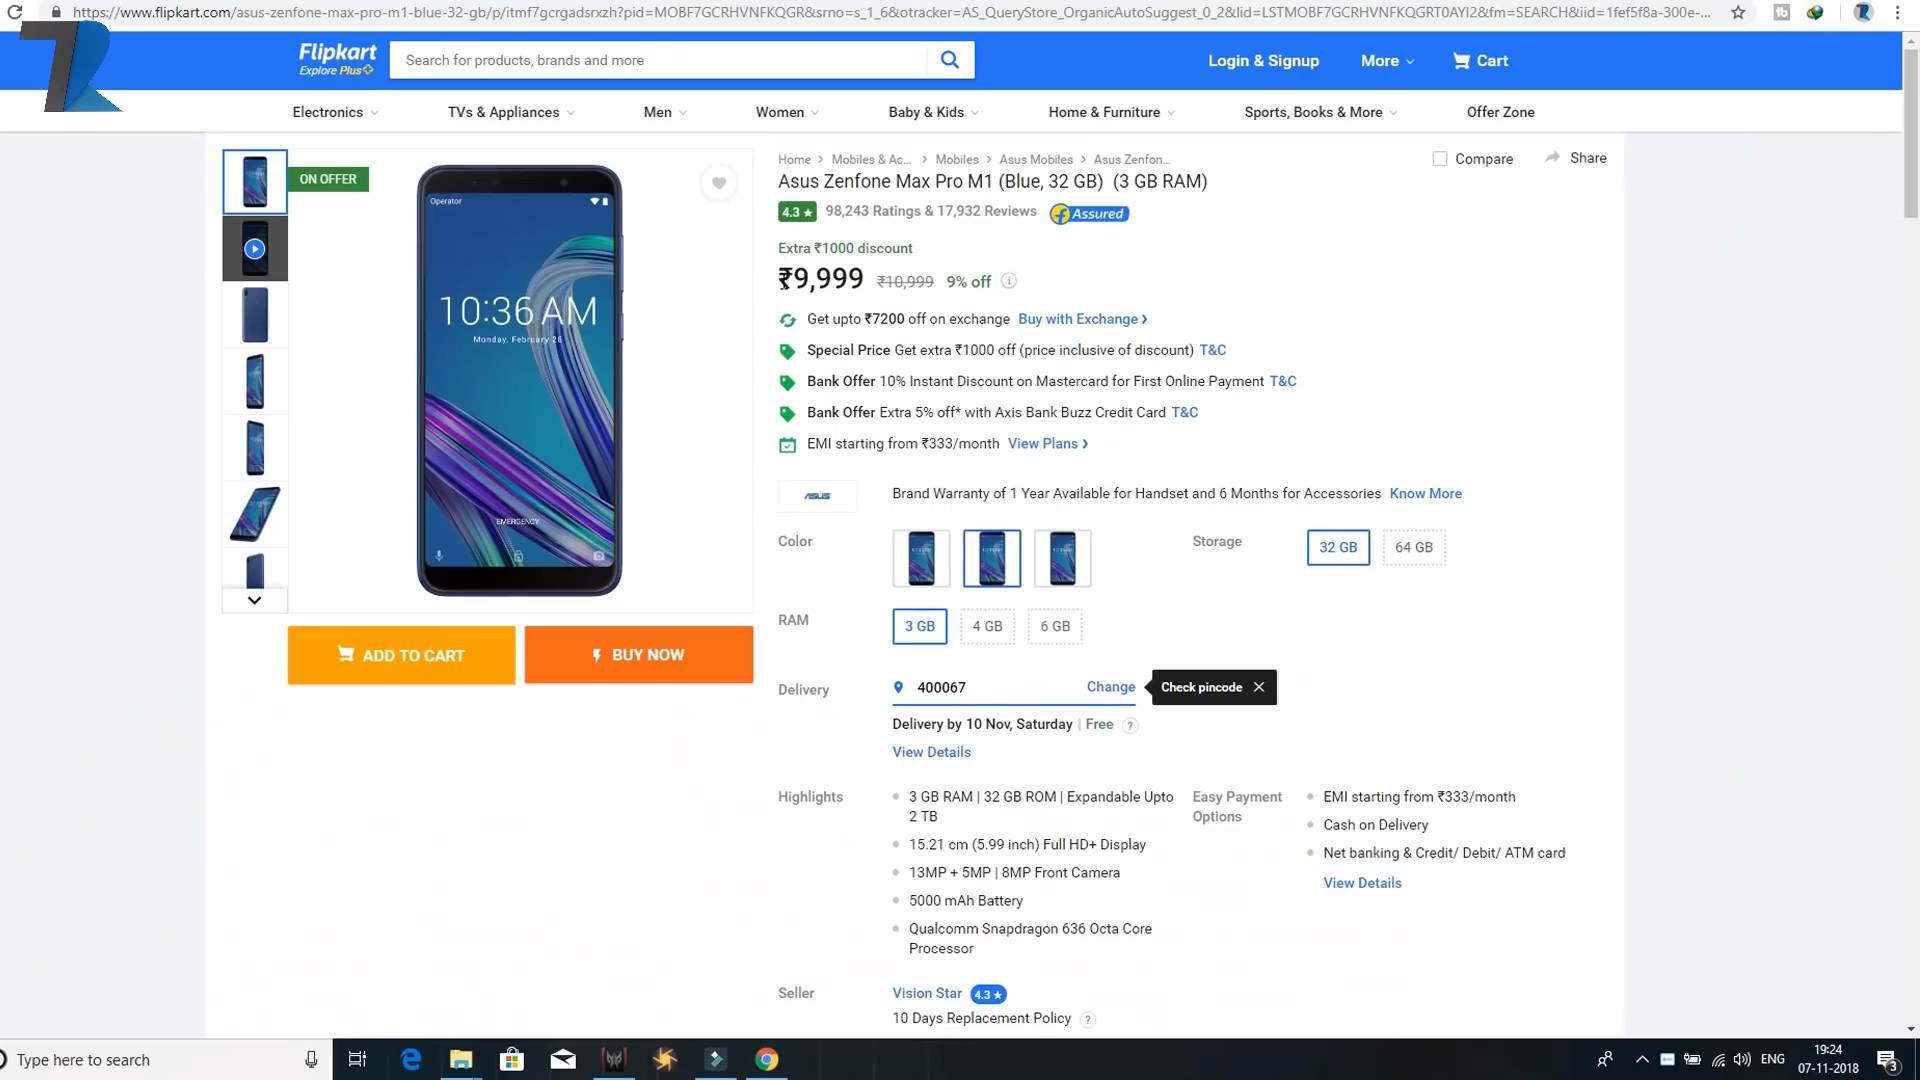 https://www.flipkart.com/asus-zenfone-max-pro-m1-blue-32-gb/p/itmf7gcrgadsrxzh?pid=MOBF7GCRHVNFKQGR&srno=s_1_6&otracker=AS_QueryStore_OrganicAutoSuggest_0_2&lid=LSTMOBF7GCRHVNFKQGRT0AYI2&fm=SEARCH&iid=1fef5f8a-300e-...
Flipkart
Explore Plus
Search for products, brands and more
Login & Signup
More
Cart
Electronics
TVs & Appliances
Men
Women
Baby & Kids
Home & Furniture
Sports, Books & More
Offer Zone
ON OFFER
Operator
10:36 AM
Monday, February 26
EMERGENCY
ADD TO CART
BUY NOW
Home > Mobiles & Ac... > Mobiles > Asus Mobiles > Asus Zenfon...
Compare
Share
Asus Zenfone Max Pro M1 (Blue, 32 GB) (3 GB RAM)
4.3 ★ 98,243 Ratings & 17,932 Reviews Assured
Extra ₹1000 discount
₹9,999 ₹10,999 9% off
Get upto ₹7200 off on exchange Buy with Exchange >
Special Price Get extra ₹1000 off (price inclusive of discount) T&C
Bank Offer 10% Instant Discount on Mastercard for First Online Payment T&C
Bank Offer Extra 5% off* with Axis Bank Buzz Credit Card T&C
EMI starting from ₹333/month View Plans >
ASUS
Brand Warranty of 1 Year Available for Handset and 6 Months for Accessories Know More
Color
Storage
32 GB
64 GB
RAM
3 GB
4 GB
6 GB
Delivery
400067
Change
Check pincode
Delivery by 10 Nov, Saturday | Free ?
View Details
Highlights
3 GB RAM | 32 GB ROM | Expandable Upto
2 TB
15.21 cm (5.99 inch) Full HD+ Display
13MP + 5MP | 8MP Front Camera
5000 mAh Battery
Qualcomm Snapdragon 636 Octa Core
Processor
Easy Payment
Options
EMI starting from ₹333/month
Cash on Delivery
Net banking & Credit/ Debit/ ATM card
View Details
Seller
Vision Star 4.3 ★
10 Days Replacement Policy ?
Type here to search
ENG
19:24
07-11-2018
3